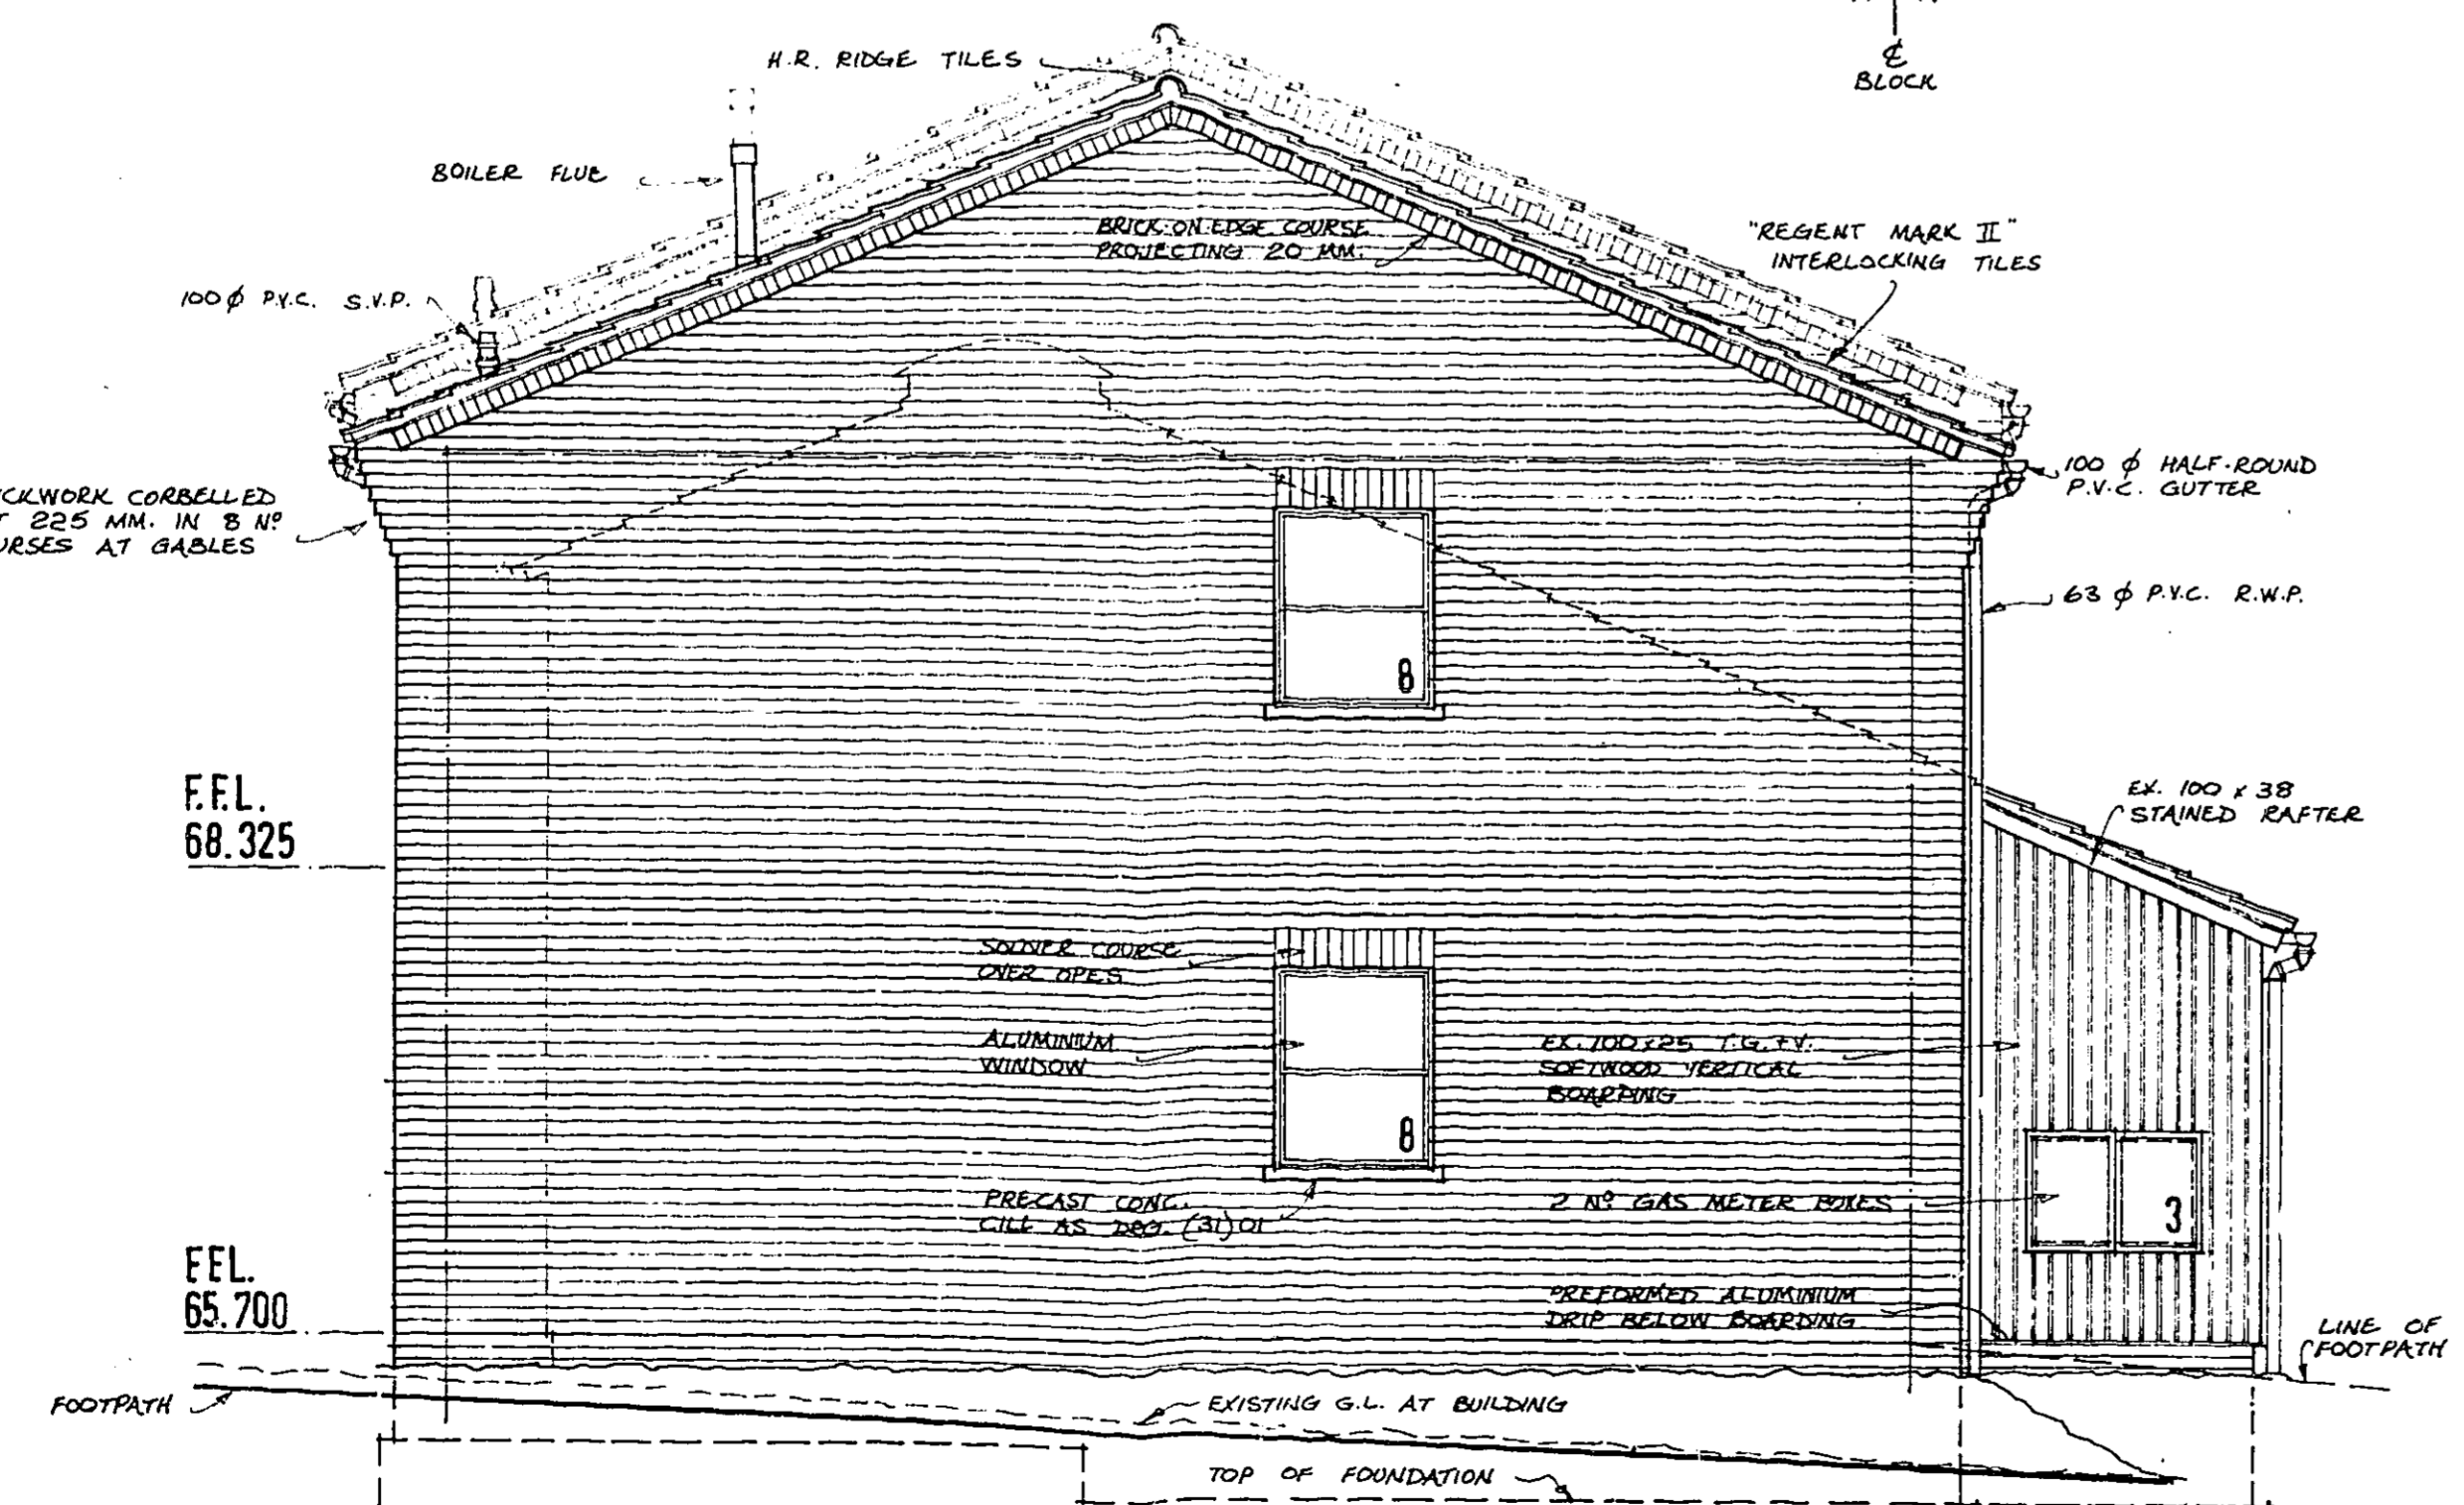 ℄
BLOCK
H.R. RIDGE TILES
BOILER FLUE
BRICK-ON-EDGE COURSE
PROJECTING 20 MM.
"REGENT MARK II"
INTERLOCKING TILES
100 φ P.V.C. S.V.P.
100 φ HALF-ROUND
P.V.C. GUTTER
CKWORK CORBELLED
T 225 MM. IN 8 Nº
URSES AT GABLES
63 φ P.V.C. R.W.P.
8
F.F.L.
68.325
EX. 100 x 38
STAINED RAFTER
SOLDIER COURSE
OVER OPES
ALUMINIUM
WINDOW
EX. 100x25 T.G.+V.
SOFTWOOD VERTICAL
BOARDING
8
PRECAST CONC.
CILL AS DRG. (31)01
2 Nº GAS METER BOXES
3
FFL.
65.700
PREFORMED ALUMINIUM
DRIP BELOW BOARDING
LINE OF
FOOTPATH
FOOTPATH
EXISTING G.L. AT BUILDING
TOP OF FOUNDATION